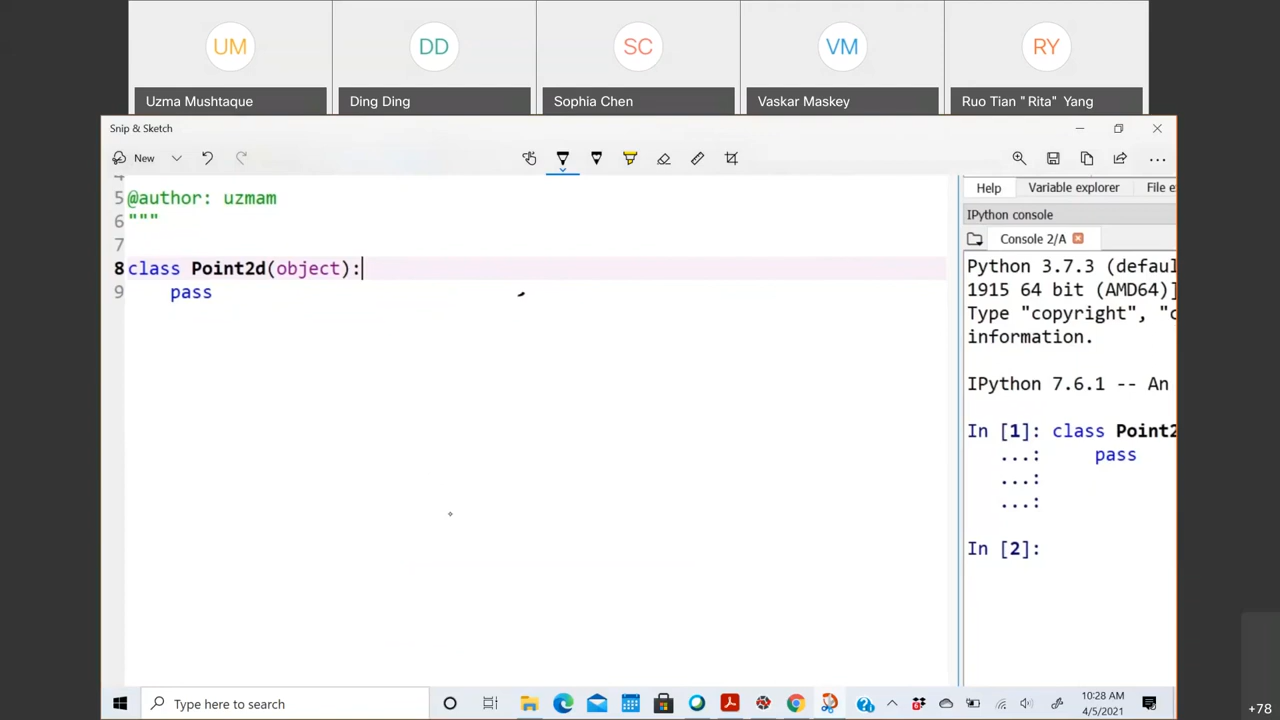 UM
DD
SC
VM
RY
Uzma Mushtaque
Ding Ding
Sophia Chen
Vaskar Maskey
Ruo Tian "Rita" Yang
Snip & Sketch
New
5 @author: uzmam
6 """
7
8 class Point2d(object):
9 pass
Help
Variable explorer
File e
IPython console
Console 2/A
Python 3.7.3 (defaul
1915 64 bit (AMD64)]
Type "copyright", "c
information.
IPython 7.6.1 -- An
In [1]: class Point2
...: pass
...:
...:
In [2]:
Type here to search
10:28 AM
4/5/2021
+78